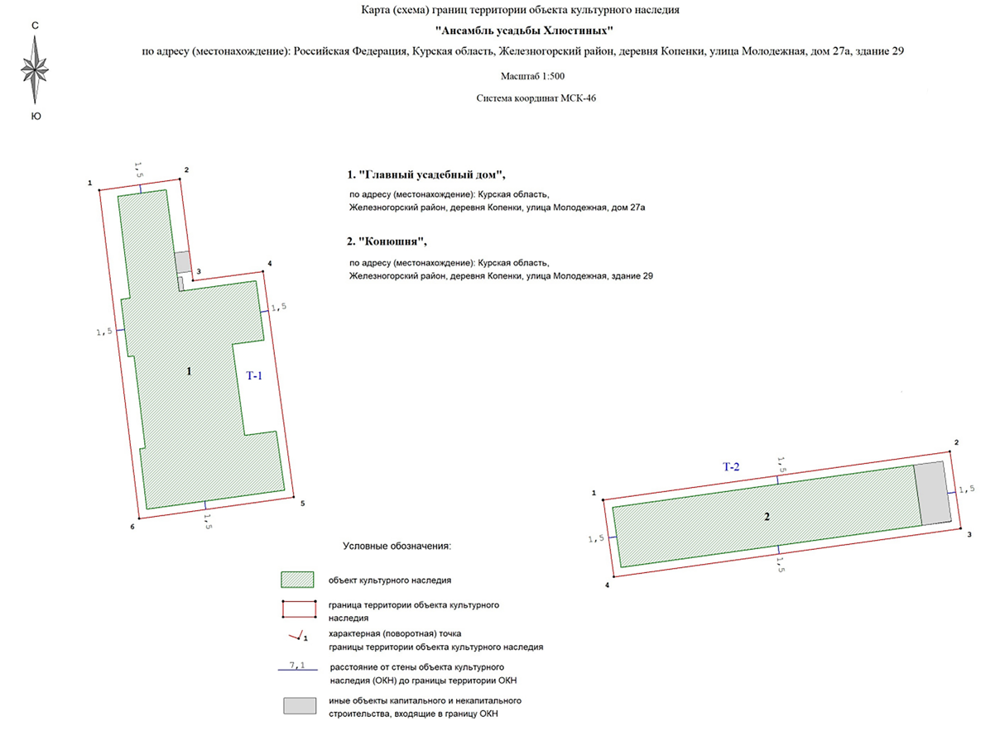 Карта (схема) границ территории объекта культурного наследия
"Ансамбль усадьбы Хлюстиных"
по адресу (местонахождение): Российская Федерация, Курская область, Железногорский район, деревня Копенки, улица Молодежная, дом 27а, здание 29
Масштаб 1:500
Система координат МСК-46
С
Ю
1. "Главный усадебный дом",
по адресу (местонахождение): Курская область,
Железногорский район, деревня Копенки, улица Молодежная, дом 27а
2. "Конюшня",
по адресу (местонахождение): Курская область,
Железногорский район, деревня Копенки, улица Молодежная, здание 29
1
1,5
2
3
4
1,5
1,5
1
Т-1
5
1,5
6
Т-2
1,5
2
1
1,5
2
1,5
3
1,5
4
Условные обозначения:
объект культурного наследия
граница территории объекта культурного
наследия
1
характерная (поворотная) точка
границы территории объекта культурного наследия
7,1
расстояние от стены объекта культурного
наследия (ОКН) до границы территории ОКН
иные объекты капитального и некапитального
строительства, входящие в границу ОКН